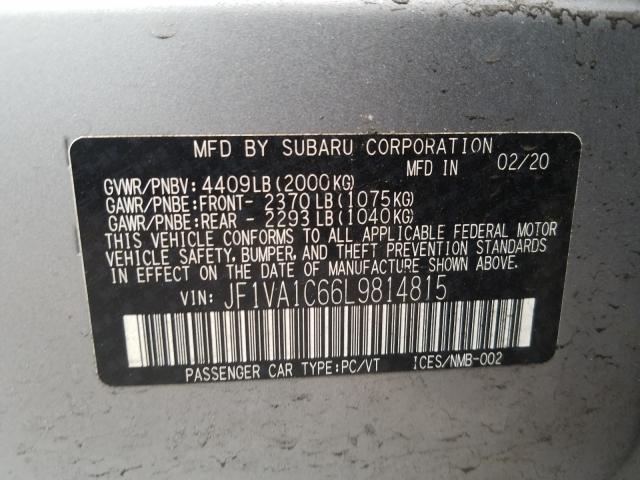 MFD BY SUBARU CORPORATION
MFD IN 02/20
GVWR/PNBV: 4409LB(2000KG)
GAWR/PNBE:FRONT- 2370LB(1075KG)
GAWR/PNBE:REAR - 2293LB(1040KG)
THIS VEHICLE CONFORMS TO ALL APPLICABLE FEDERAL MOTOR
VEHICLE SAFETY, BUMPER, AND THEFT PREVENTION STANDARDS
IN EFFECT ON THE DATE OF MANUFACTURE SHOWN ABOVE.
VIN: JF1VA1C66L9814815
PASSENGER CAR TYPE:PC/VT ICES/NMB-002